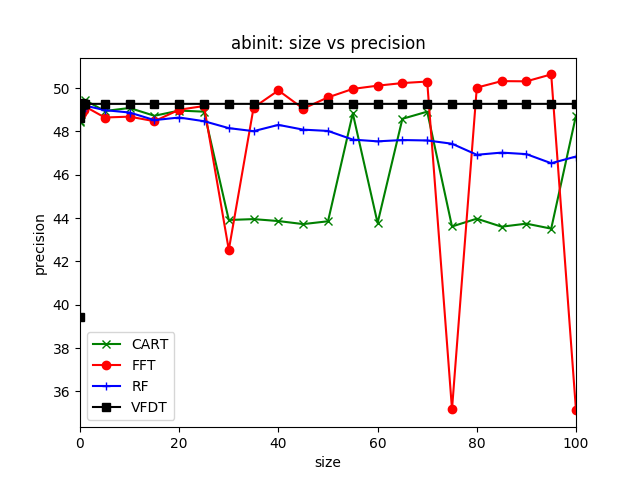 abinit: size vs precision
precision
50
48
46
44
42
40
38
36
CART
FFT
RF
VFDT
0 20 40 60 80 100
size